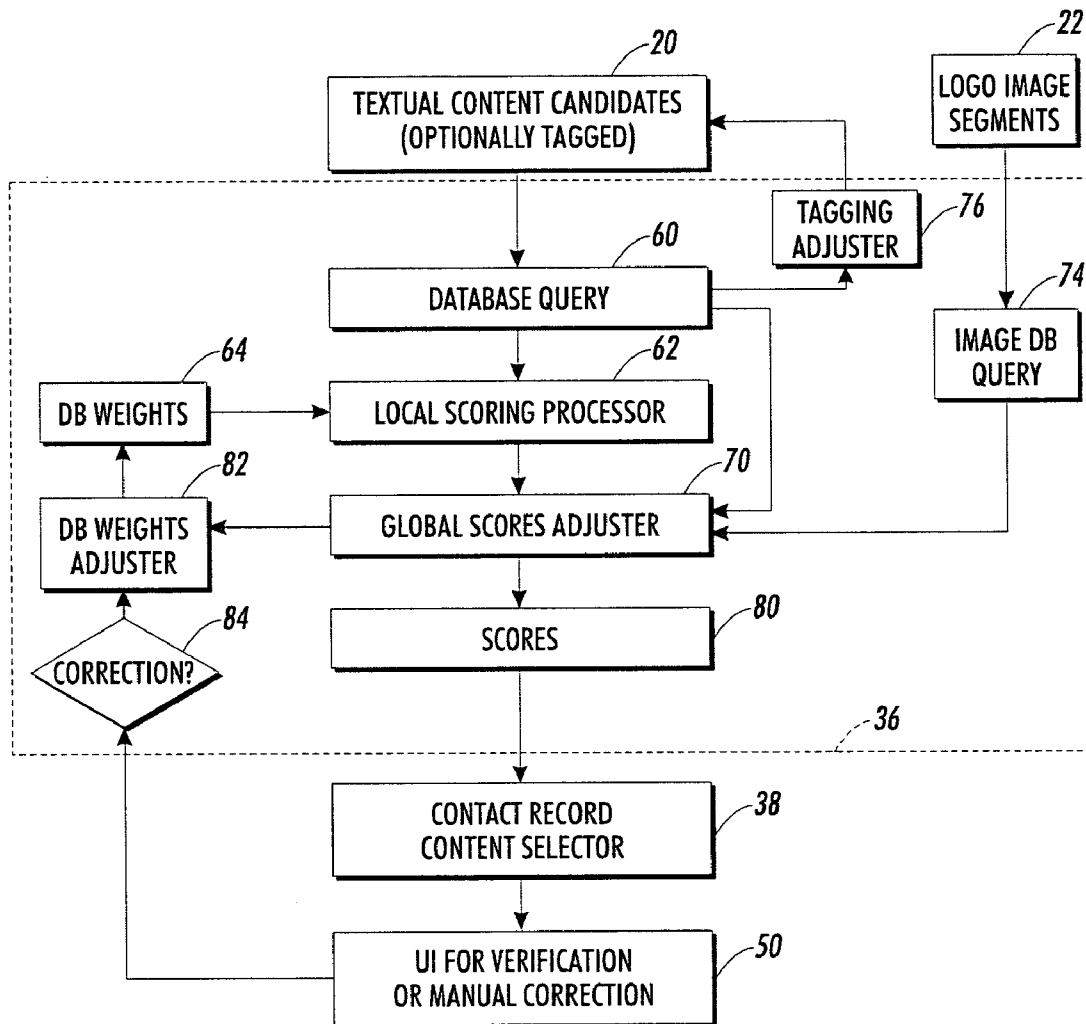 20
22
TEXTUAL CONTENT CANDIDATES
(OPTIONALLY TAGGED)
LOGO IMAGE
SEGMENTS
76
TAGGING
ADJUSTER
60
DATABASE QUERY
74
IMAGE DB
QUERY
64
DB WEIGHTS
62
LOCAL SCORING PROCESSOR
82
DB WEIGHTS
ADJUSTER
70
GLOBAL SCORES ADJUSTER
84
CORRECTION?
80
SCORES
36
38
CONTACT RECORD
CONTENT SELECTOR
50
UI FOR VERIFICATION
OR MANUAL CORRECTION